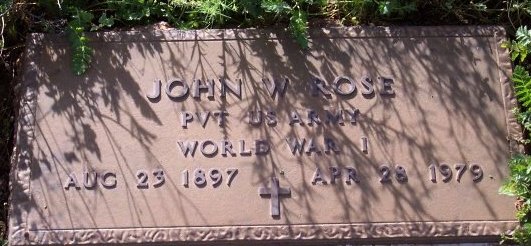 JOHN W ROSE
PVT US ARMY
WORLD WAR I
AUG 23 1897 APR 28 1979